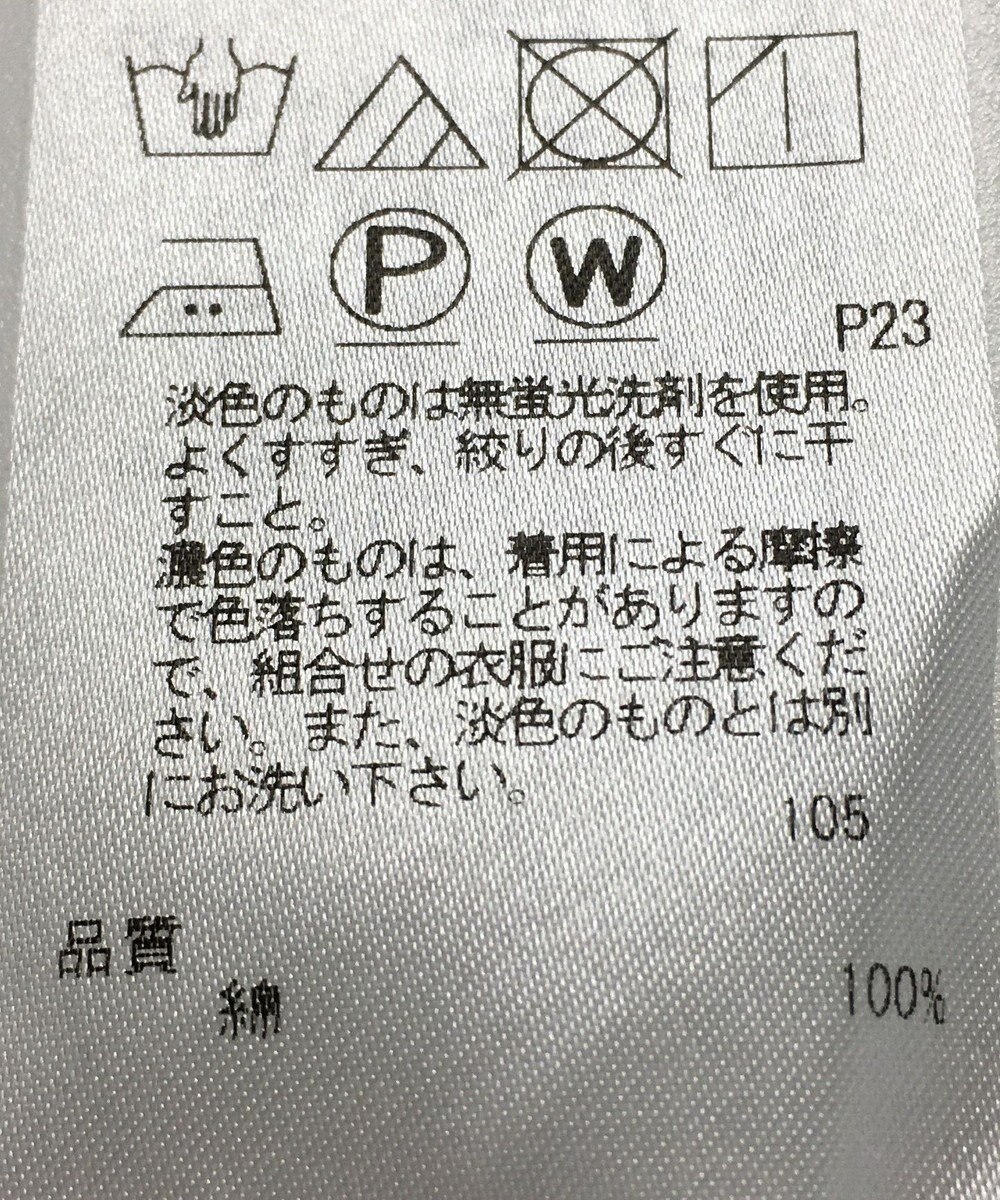 P
W
P23
淡色のものは無蛍光洗剤を使用。
よくすすぎ、絞りの後すぐに干
すこと。
濃色のものは、着用による摩擦
で色落ちすることがありますの
で、組合せの衣服にご注意くだ
さい。また、淡色のものとは別
にお洗い下さい。
105
品質
綿 100%